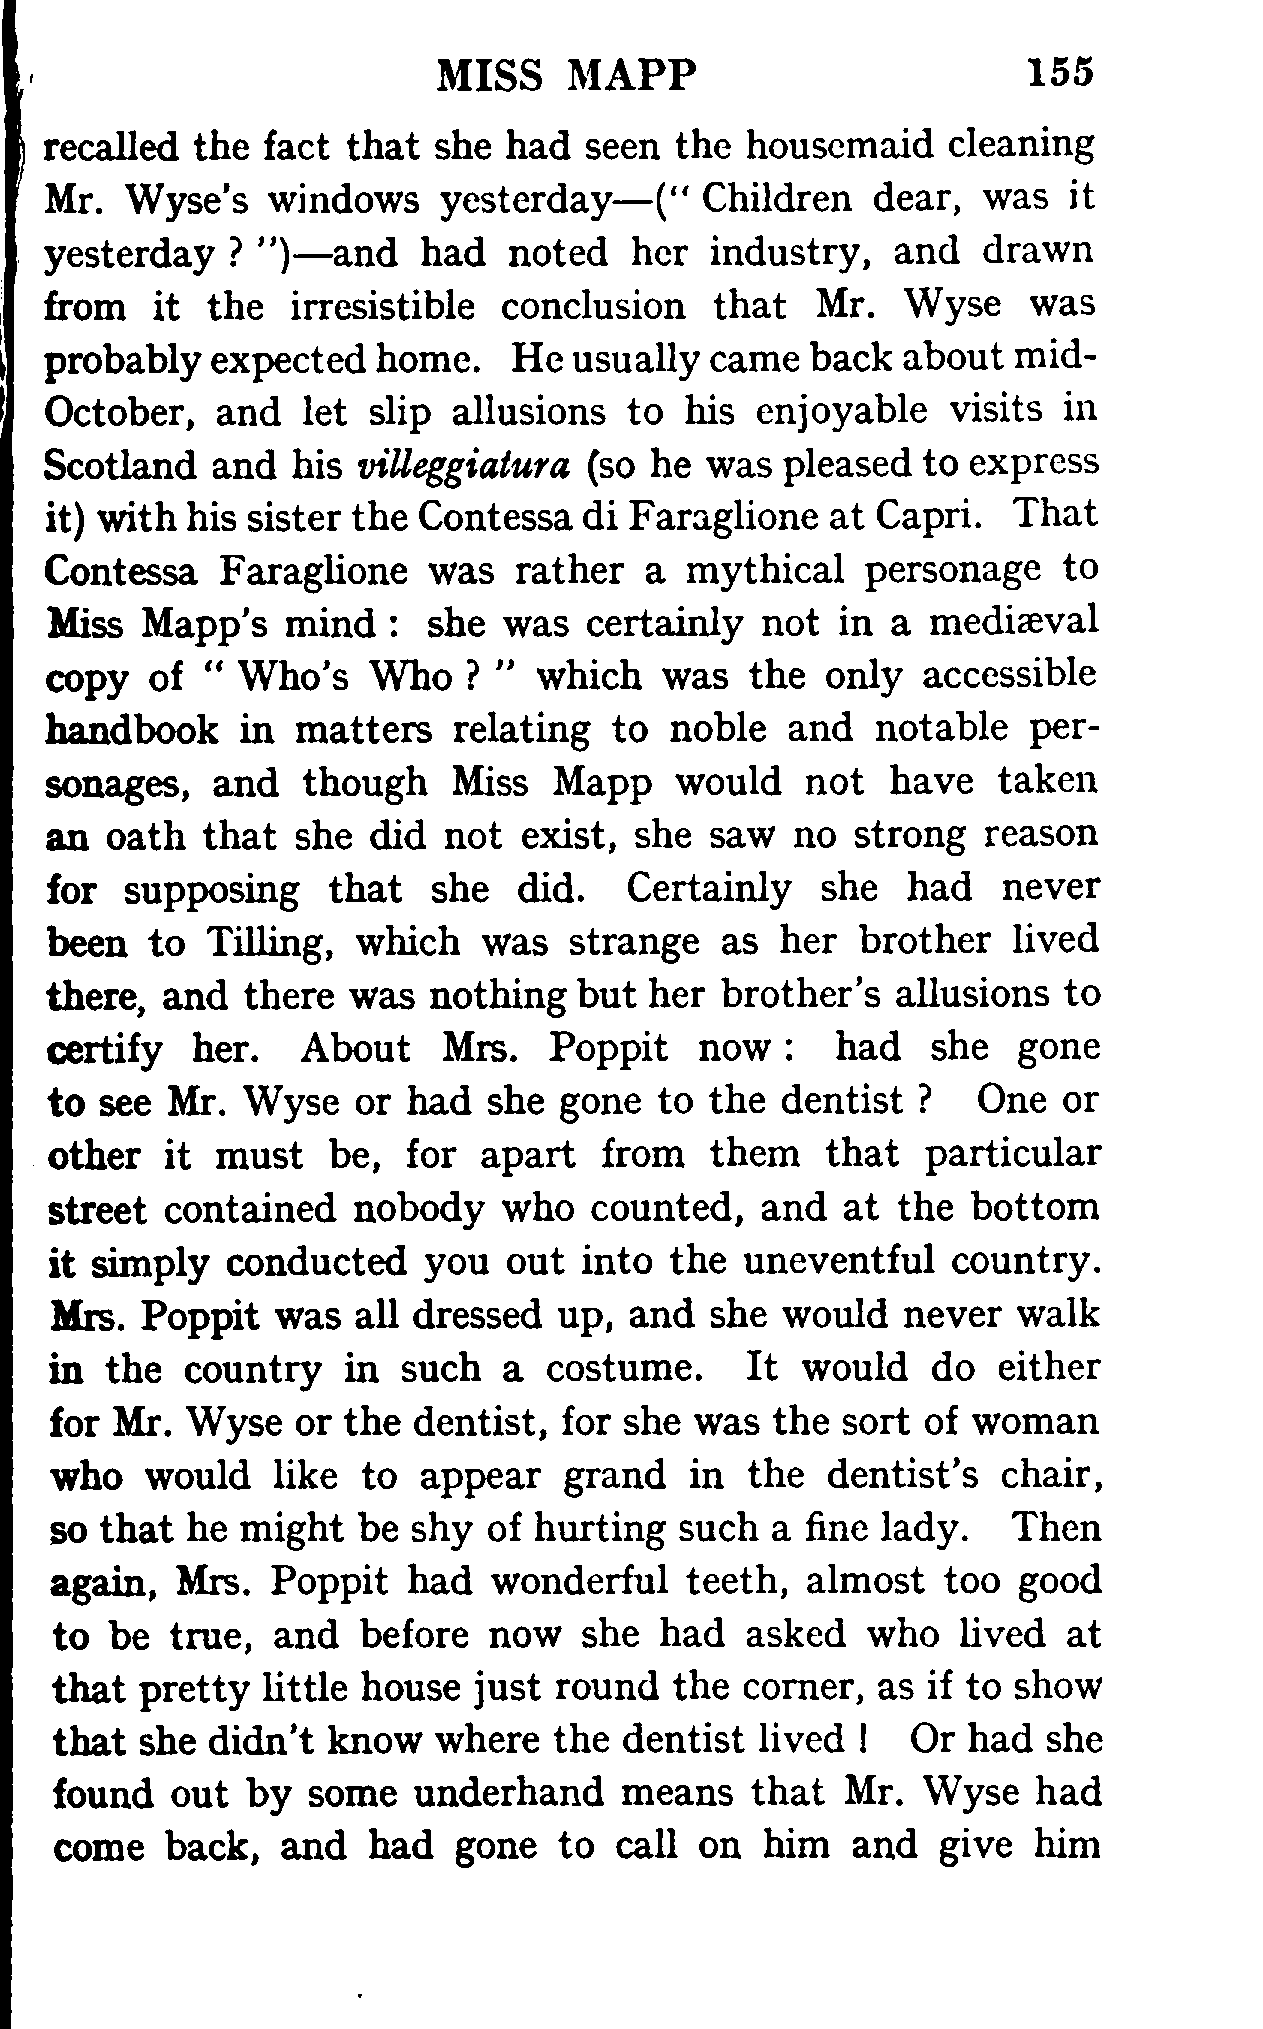 MISS MAPP 155
recalled the fact that she had seen the housemaid cleaning
Mr. Wyse's windows yesterday—(" Children dear, was it
yesterday ? ")—and had noted her industry, and drawn
from it the irresistible conclusion that Mr. Wyse was
probably expected home. He usually came back about mid-
October, and let slip allusions to his enjoyable visits in
Scotland and his villeggiatura (so he was pleased to express
it) with his sister the Contessa di Faraglione at Capri. That
Contessa Faraglione was rather a mythical personage to
Miss Mapp's mind : she was certainly not in a mediæval
copy of " Who's Who ? " which was the only accessible
handbook in matters relating to noble and notable per-
sonages, and though Miss Mapp would not have taken
an oath that she did not exist, she saw no strong reason
for supposing that she did. Certainly she had never
been to Tilling, which was strange as her brother lived
there, and there was nothing but her brother's allusions to
certify her. About Mrs. Poppit now : had she gone
to see Mr. Wyse or had she gone to the dentist ? One or
other it must be, for apart from them that particular
street contained nobody who counted, and at the bottom
it simply conducted you out into the uneventful country.
Mrs. Poppit was all dressed up, and she would never walk
in the country in such a costume. It would do either
for Mr. Wyse or the dentist, for she was the sort of woman
who would like to appear grand in the dentist's chair,
so that he might be shy of hurting such a fine lady. Then
again, Mrs. Poppit had wonderful teeth, almost too good
to be true, and before now she had asked who lived at
that pretty little house just round the corner, as if to show
that she didn't know where the dentist lived ! Or had she
found out by some underhand means that Mr. Wyse had
come back, and had gone to call on him and give him